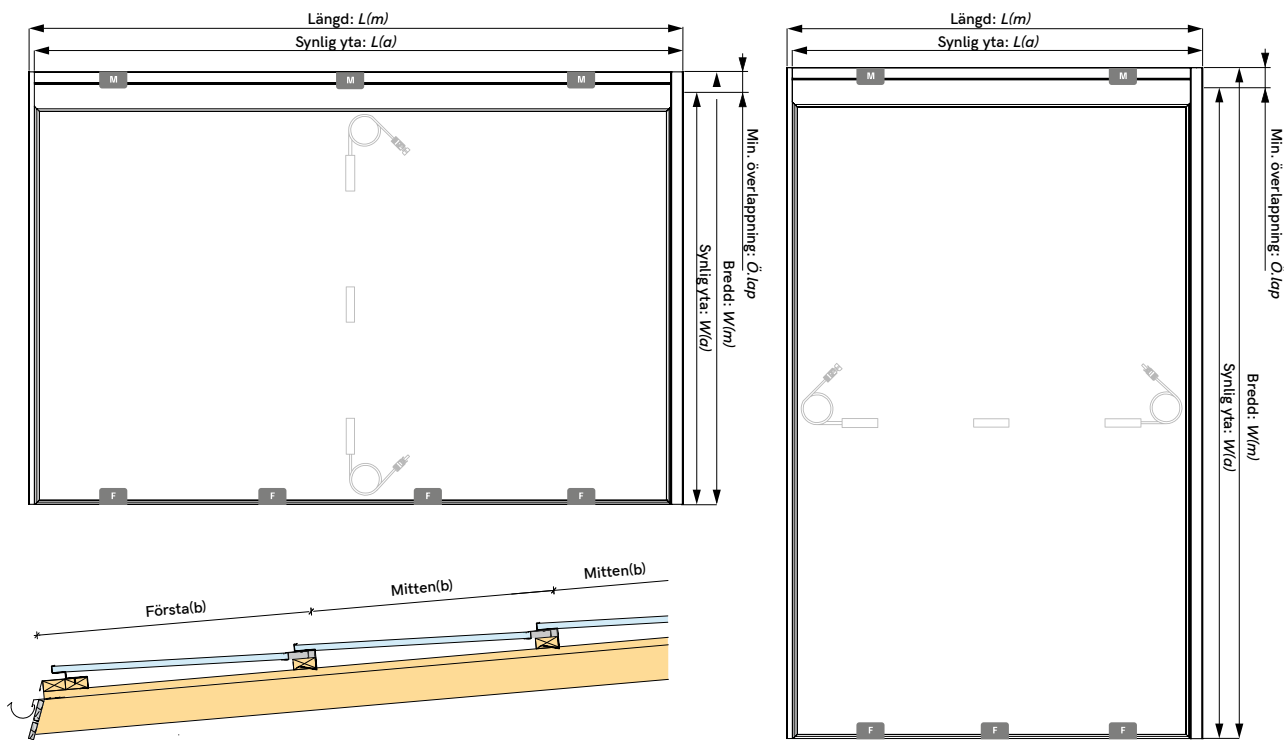 Längd: L(m)
Synlig yta: L(a)
M
M
M
Min. överlappning: Ö.lap
Bredd: W(m)
Synlig yta: W(a)
F
F
F
F
Längd: L(m)
Synlig yta: L(a)
M
M
Min. överlappning: Ö.lap
Bredd: W(m)
Synlig yta: W(a)
F
F
F
Första(b)
Mitten(b)
Mitten(b)